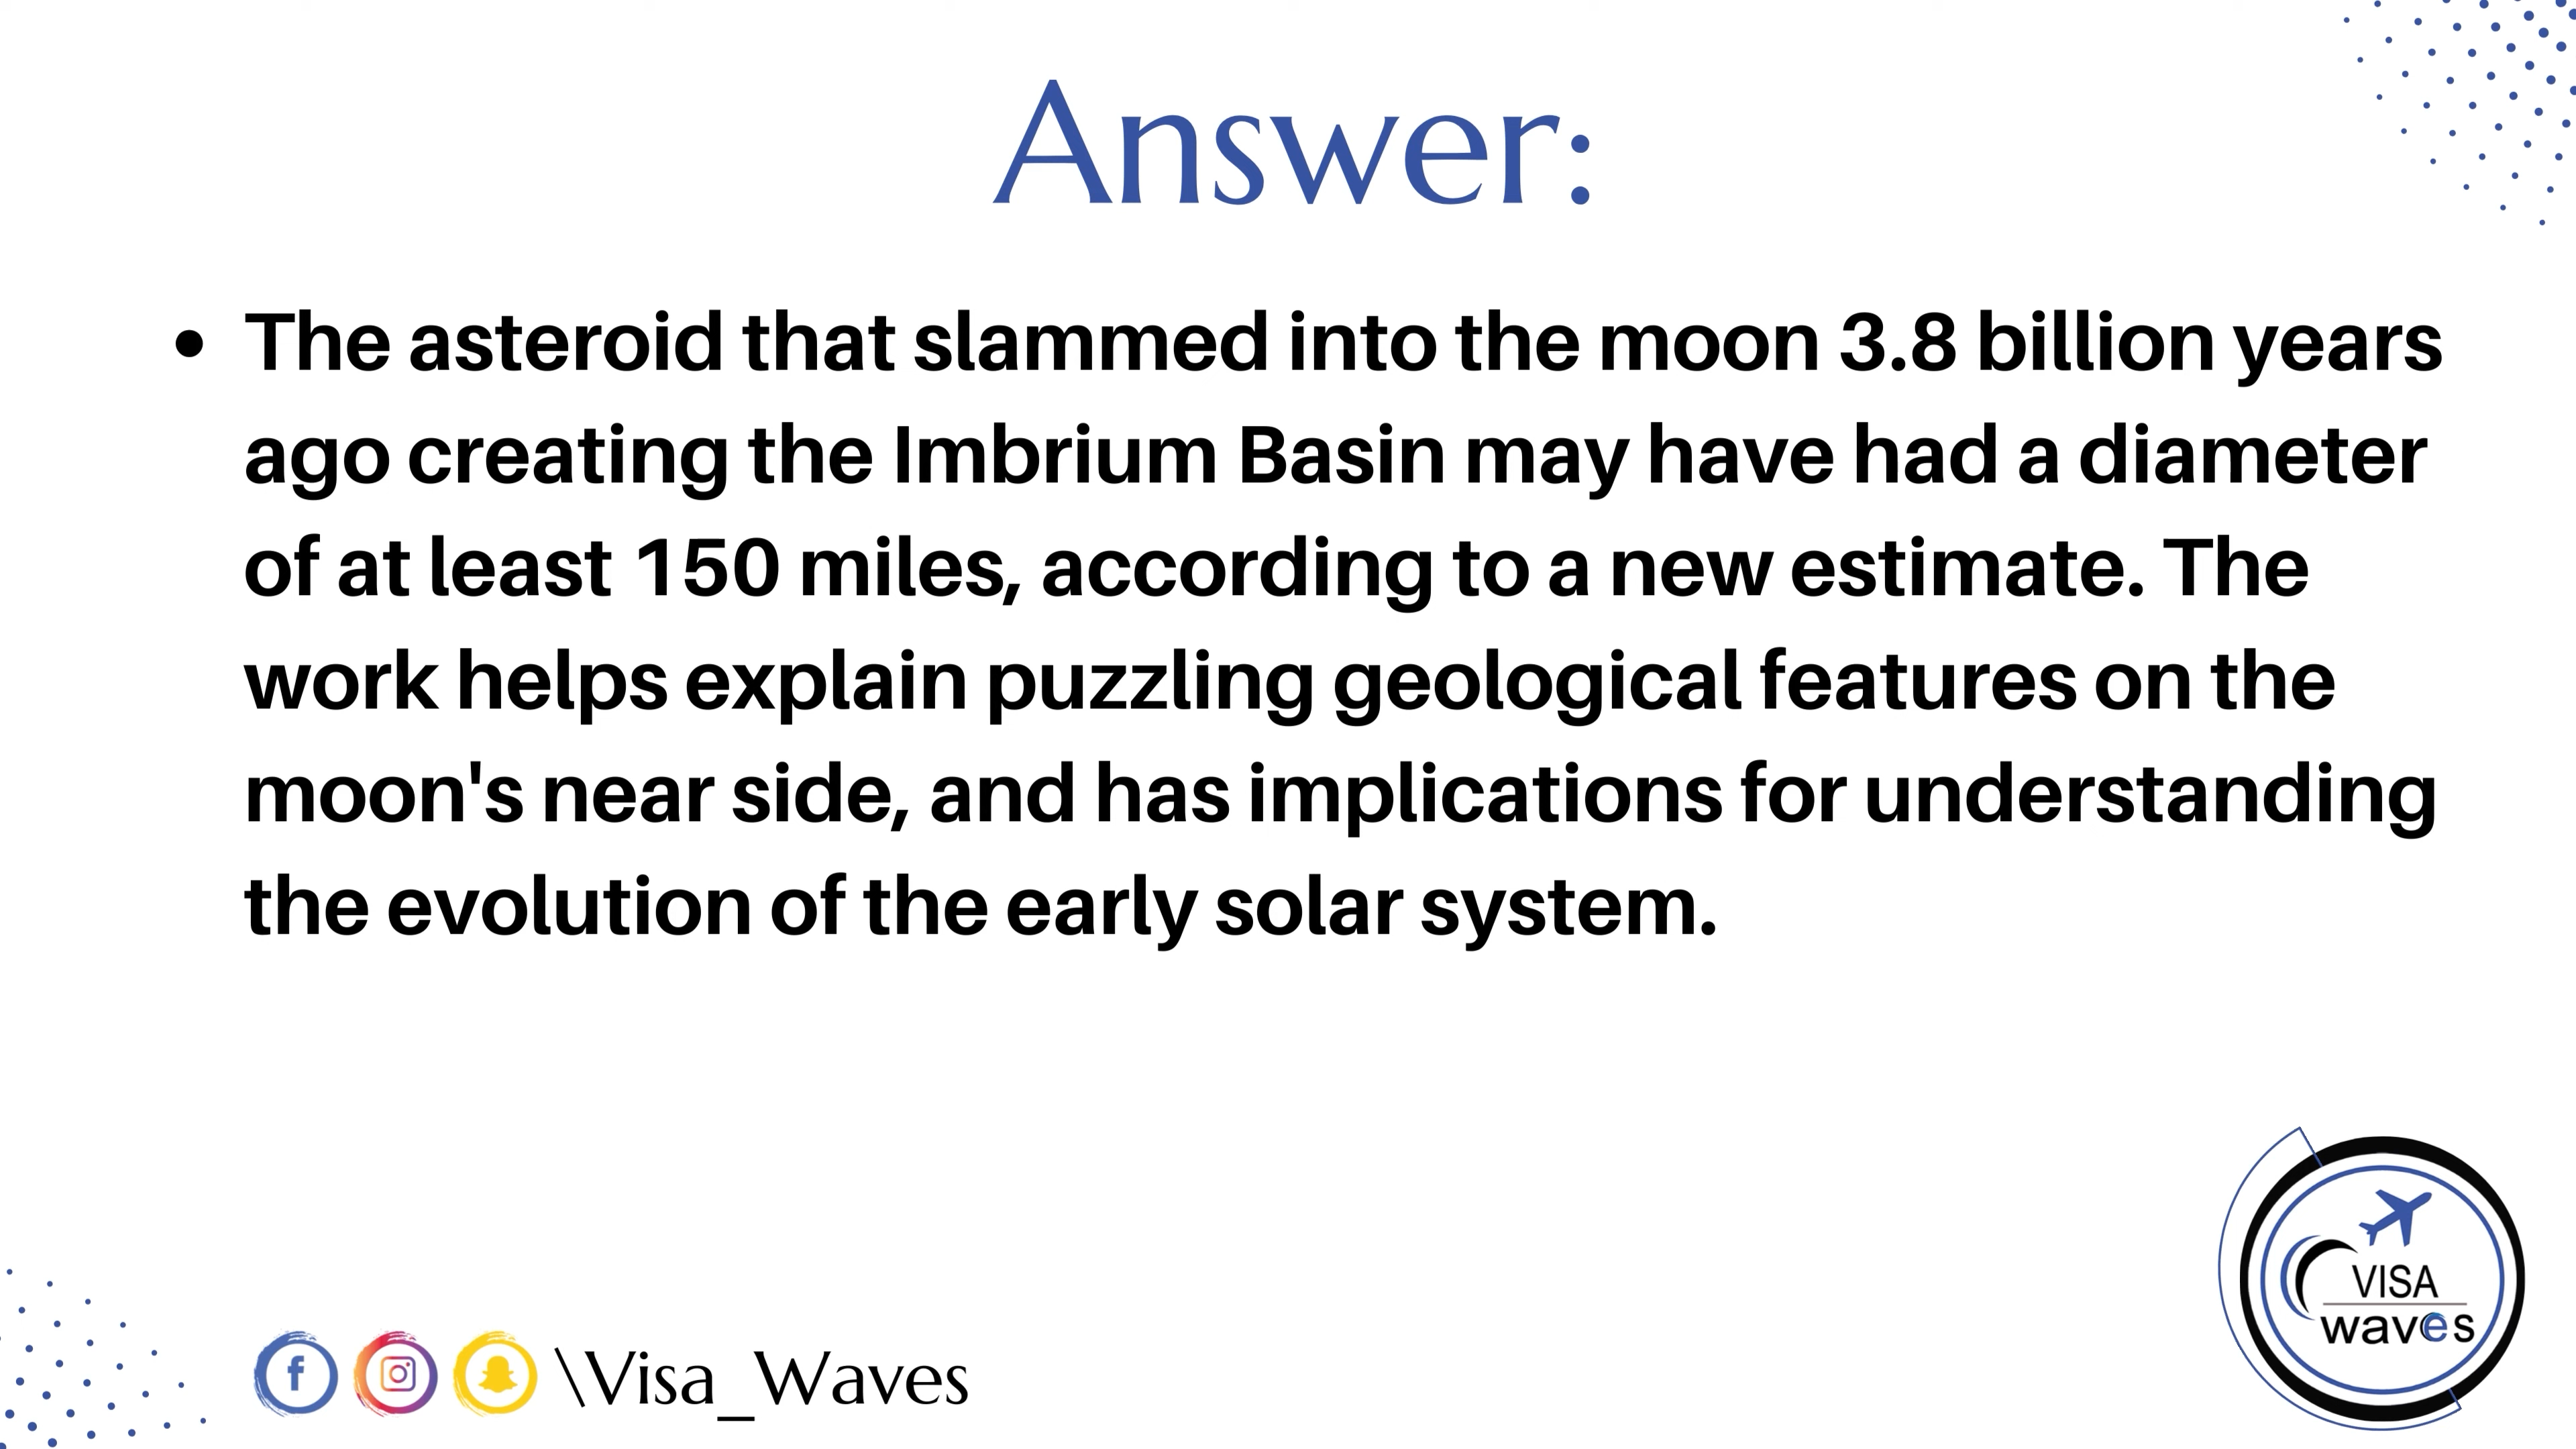 Answer:
• The asteroid that slammed into the moon 3.8 billion years
ago creating the Imbrium Basin may have had a diameter
of at least 150 miles, according to a new estimate. The
work helps explain puzzling geological features on the
moon's near side, and has implications for understanding
the evolution of the early solar system.
VISA
waves
\Visa_Waves